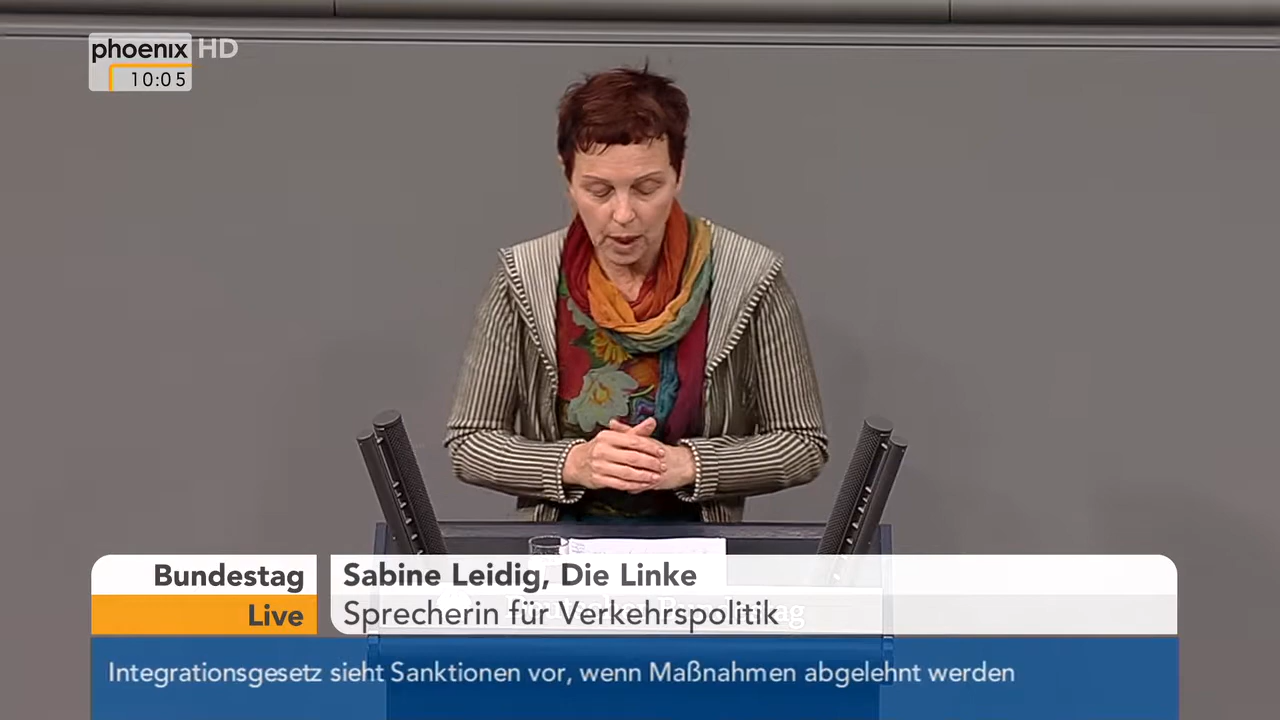 phoenix HD
10:05
Bundestag
Live
Sabine Leidig, Die Linke
Sprecherin für Verkehrspolitik
Integrationsgesetz sieht Sanktionen vor, wenn Maßnahmen abgelehnt werden